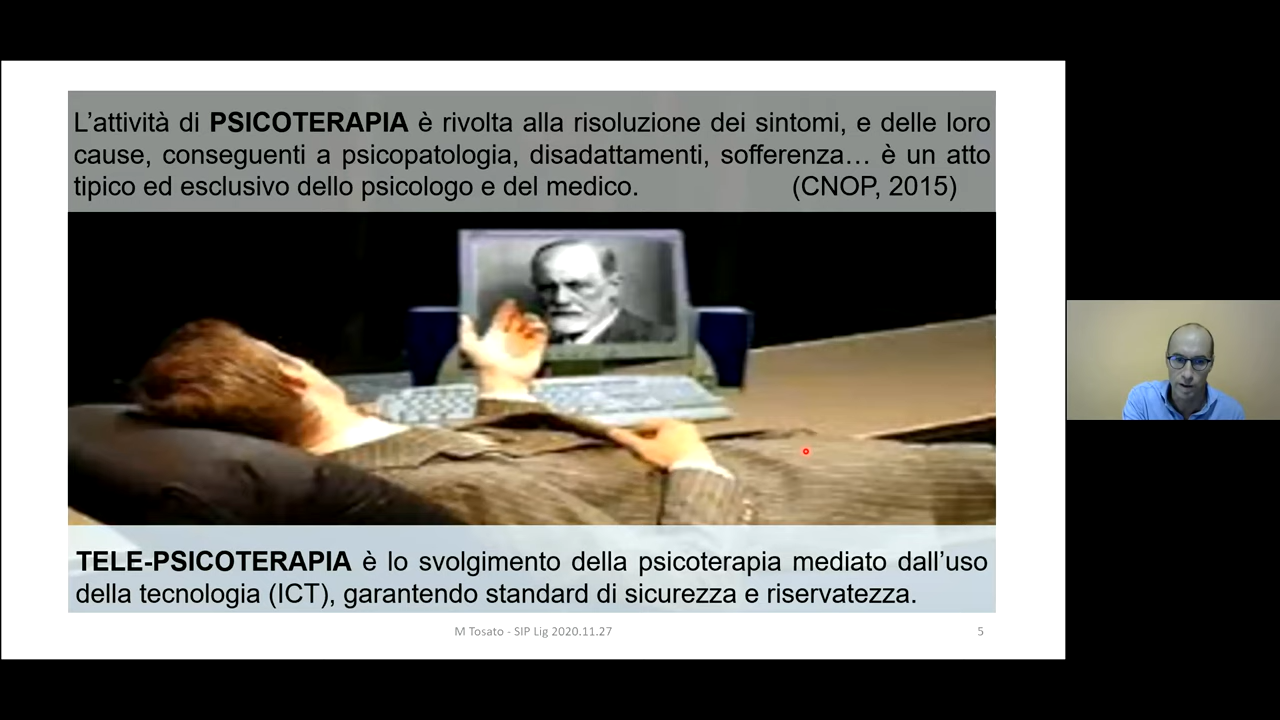 L'attività di PSICOTERAPIA è rivolta alla risoluzione dei sintomi, e delle loro
cause, conseguenti a psicopatologia, disadattamenti, sofferenza… è un atto
tipico ed esclusivo dello psicologo e del medico. (CNOP, 2015)
TELE-PSICOTERAPIA è lo svolgimento della psicoterapia mediato dall'uso
della tecnologia (ICT), garantendo standard di sicurezza e riservatezza.
M Tosato - SIP Lig 2020.11.27 5